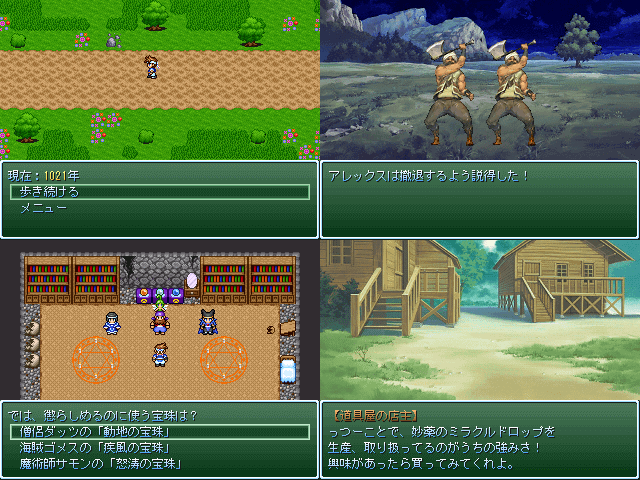 現在：1021年
歩き続ける
メニュー
アレックスは撤退するよう説得した！
では、懲らしめるのに使う宝珠は？
僧侶ダッツの「動地の宝珠」
海賊ゴメスの「疾風の宝珠」
魔術師サモンの「怒涛の宝珠」
【道具屋の店主】
っつーことで、妙薬のミラクルドロップを
生産、取り扱ってるのがうちの強みさ！
興味があったら買ってみてくれよ。